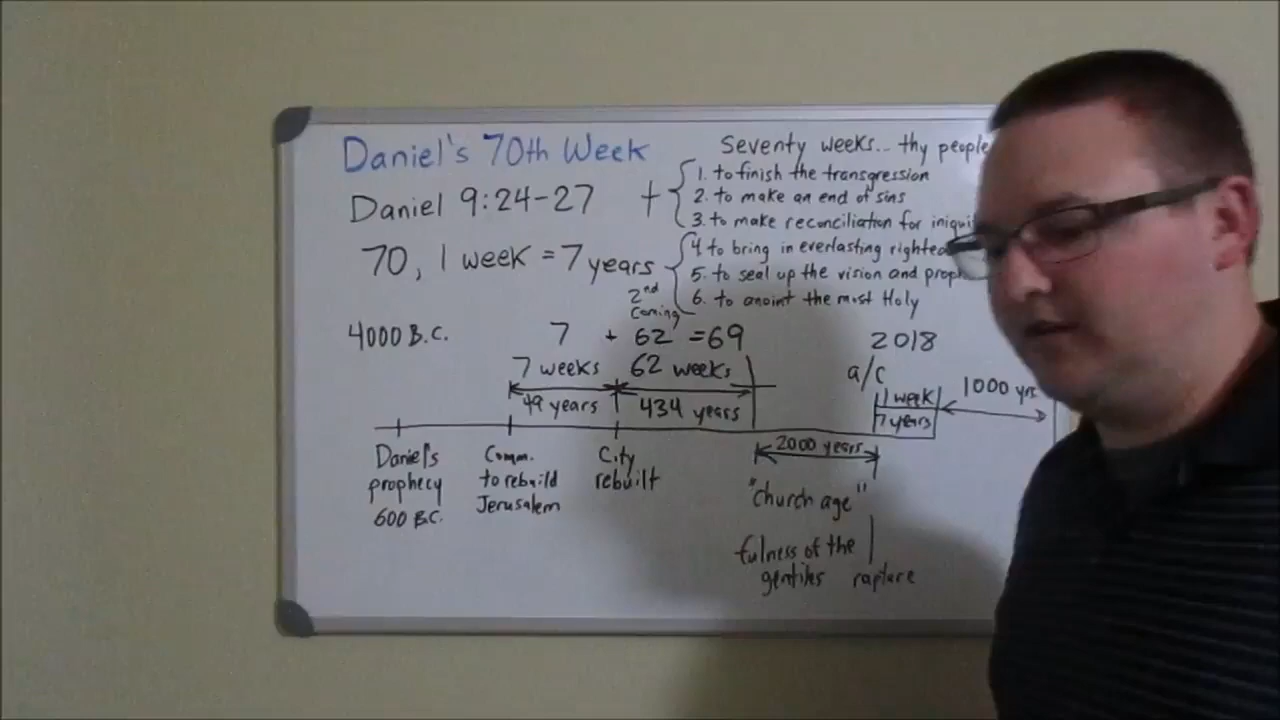 Daniel's 70th Week
Daniel 9:24-27
70, 1 week = 7 years
Seventy weeks... thy people
1. to finish the transgression
2. to make an end of sins
3. to make reconciliation for iniqui
4 to bring in everlasting righteo
5. to seal up the vision and proph
6. to anoint the most Holy
2nd
Coming
4000 B.C.
7 + 62 = 69
2018
7 weeks
62 weeks
a/c
1 week
1000 yrs.
49 years
434 years
7 years
2000 years
Daniel's
prophecy
600 B.C.
Comm.
to rebuild
Jerusalem
City
rebuilt
"church age"
fulness of the
gentiles
rapture